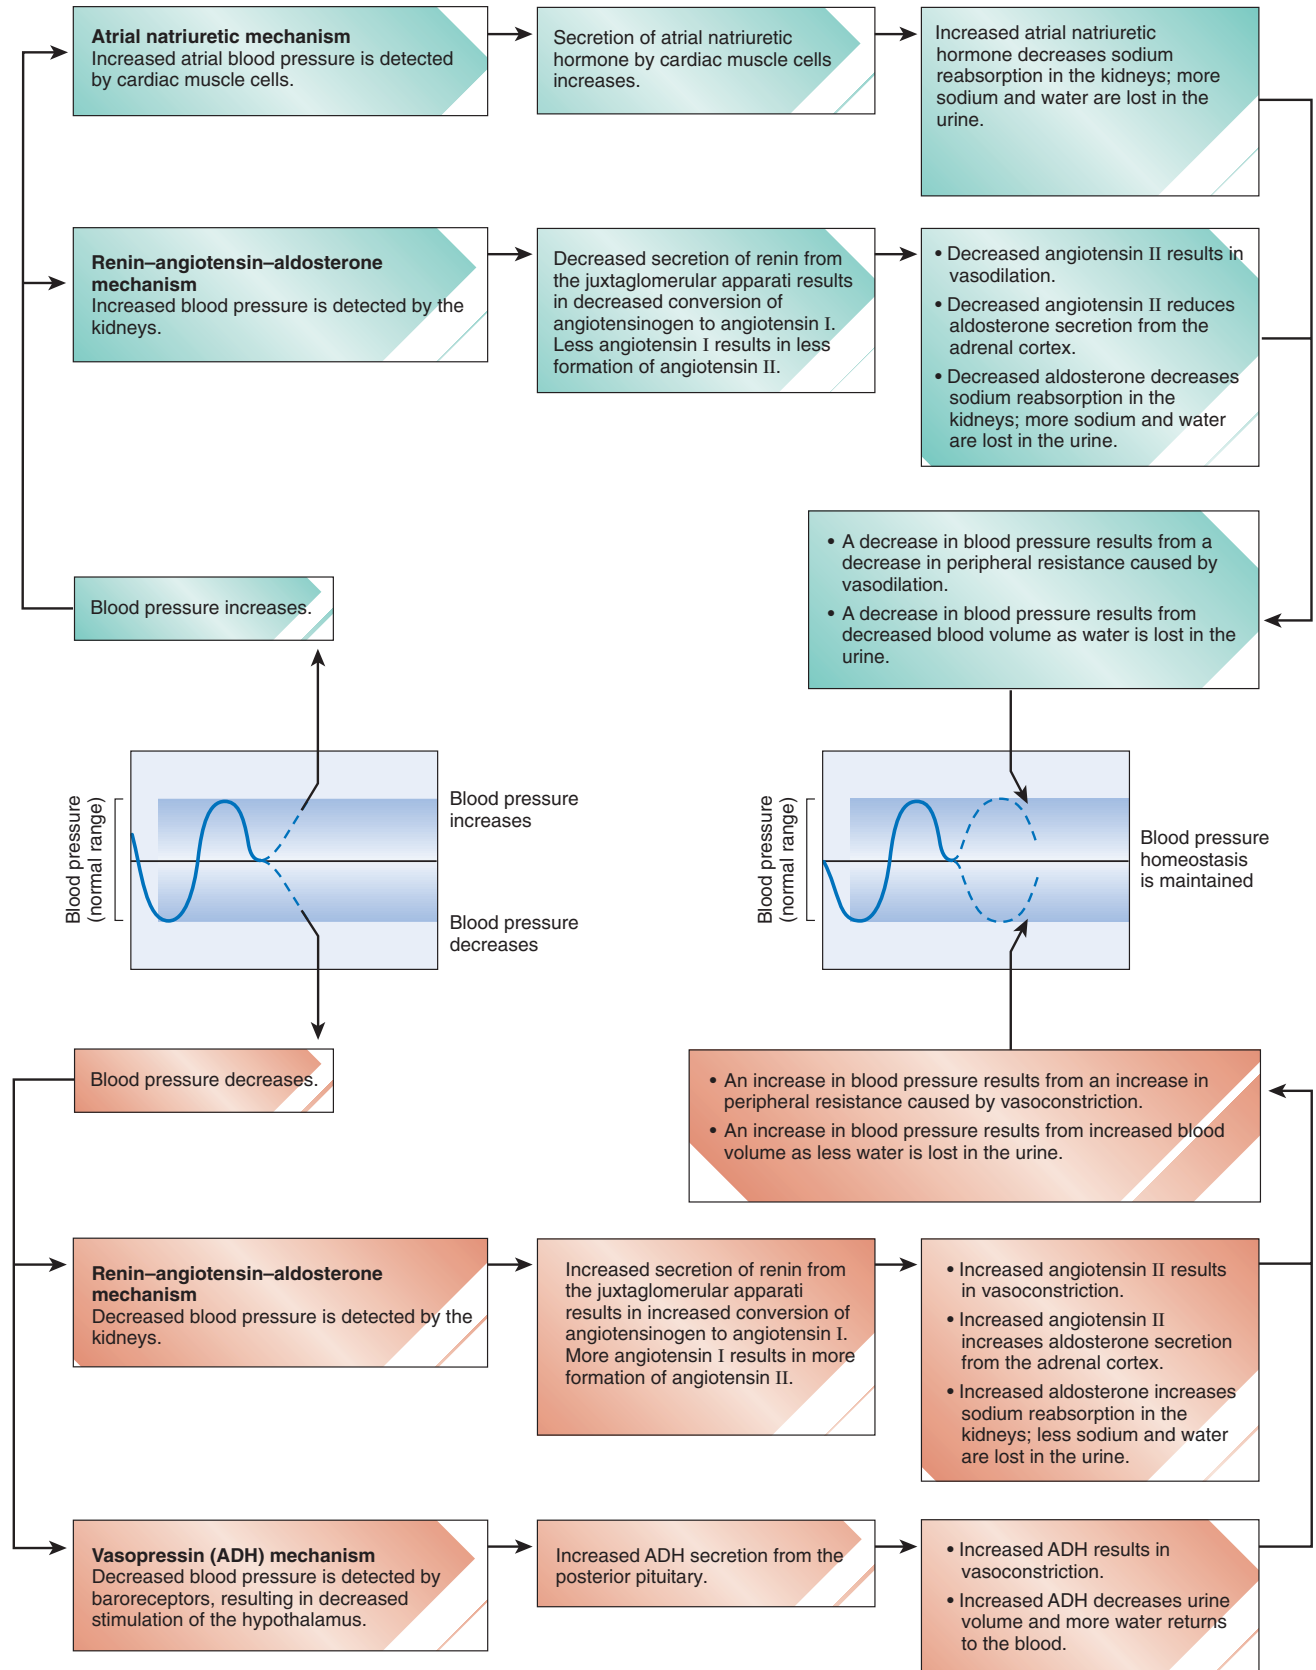 Atrial natriuretic mechanism
Increased atrial blood pressure is detected
by cardiac muscle cells.
Secretion of atrial natriuretic
hormone by cardiac muscle cells
increases.
Increased atrial natriuretic
hormone decreases sodium
reabsorption in the kidneys; more
sodium and water are lost in the
urine.
Renin–angiotensin–aldosterone
mechanism
Increased blood pressure is detected by the
kidneys.
Decreased secretion of renin from
the juxtaglomerular apparati results
in decreased conversion of
angiotensinogen to angiotensin I.
Less angiotensin I results in less
formation of angiotensin II.
• Decreased angiotensin II results in
vasodilation.
• Decreased angiotensin II reduces
aldosterone secretion from the
adrenal cortex.
• Decreased aldosterone decreases
sodium reabsorption in the
kidneys; more sodium and water
are lost in the urine.
• A decrease in blood pressure results from a
decrease in peripheral resistance caused by
vasodilation.
• A decrease in blood pressure results from
decreased blood volume as water is lost in the
urine.
Blood pressure increases.
Blood pressure
(normal range)
Blood pressure
increases
Blood pressure
decreases
Blood pressure
(normal range)
Blood pressure
homeostasis
is maintained
Blood pressure decreases.
• An increase in blood pressure results from an increase in
peripheral resistance caused by vasoconstriction.
• An increase in blood pressure results from increased blood
volume as less water is lost in the urine.
Renin–angiotensin–aldosterone
mechanism
Decreased blood pressure is detected by the
kidneys.
Increased secretion of renin from
the juxtaglomerular apparati
results in increased conversion of
angiotensinogen to angiotensin I.
More angiotensin I results in more
formation of angiotensin II.
• Increased angiotensin II results
in vasoconstriction.
• Increased angiotensin II
increases aldosterone secretion
from the adrenal cortex.
• Increased aldosterone increases
sodium reabsorption in the
kidneys; less sodium and water
are lost in the urine.
Vasopressin (ADH) mechanism
Decreased blood pressure is detected by
baroreceptors, resulting in decreased
stimulation of the hypothalamus.
Increased ADH secretion from the
posterior pituitary.
• Increased ADH results in
vasoconstriction.
• Increased ADH decreases urine
volume and more water returns
to the blood.